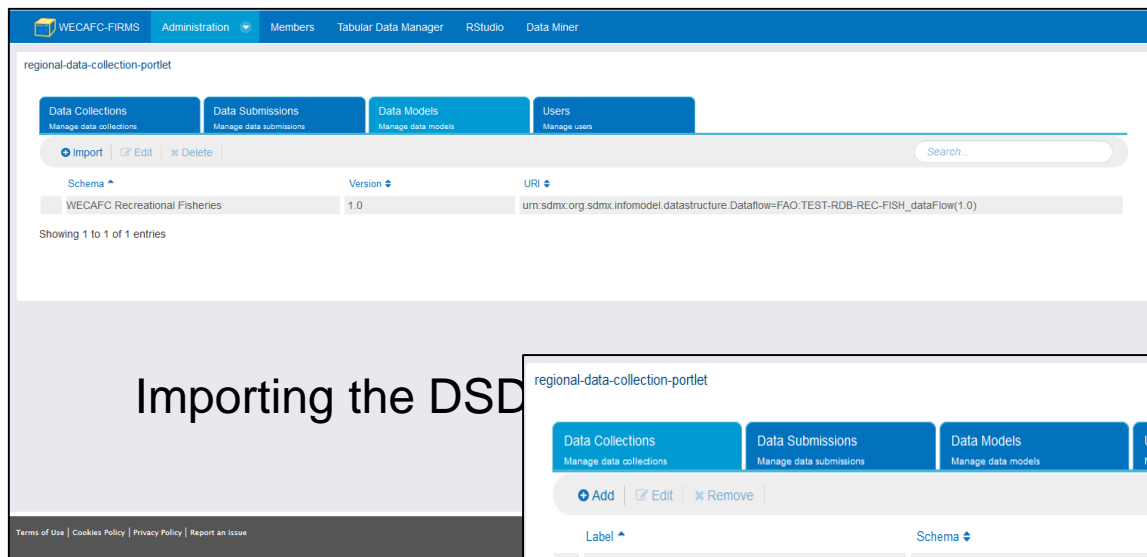 WECAFC-FIRMS Administration Members Tabular Data Manager RStudio Data Miner
regional-data-collection-portlet
Data Collections Data Submissions Data Models Users
Manage data collections Manage data submissions Manage data models Manage users
Import Edit Delete Search...
Schema Version URI
WECAFC Recreational Fisheries 1.0 urn:sdmx:org.sdmx.infomodel.datastructure.Dataflow=FAO:TEST-RDB-REC-FISH_dataFlow(1.0)
Showing 1 to 1 of 1 entries
Importing the DSD
Terms of Use | Cookies Policy | Privacy Policy | Report an issue
regional-data-collection-portlet
Data Collections Data Submissions Data Models
Manage data collections Manage data submissions Manage data models
Add Edit Remove
Label Schema